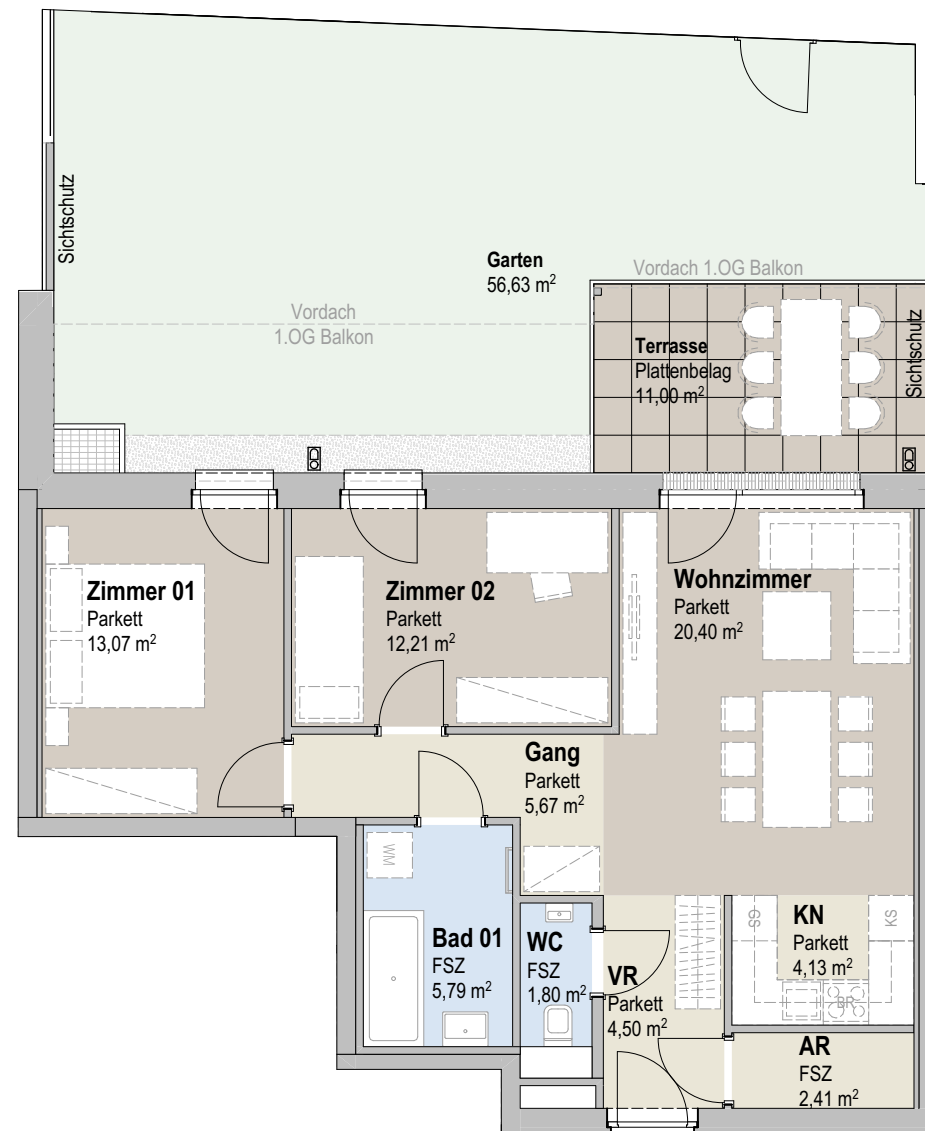 Sichtschutz
Garten
56,63 m²
Vordach 1.OG Balkon
Vordach
1.OG Balkon
Terrasse
Plattenbelag
11,00 m²
Sichtschutz
Zimmer 01
Parkett
13,07 m²
Zimmer 02
Parkett
12,21 m²
Wohnzimmer
Parkett
20,40 m²
Gang
Parkett
5,67 m²
WM
Bad 01
FSZ
5,79 m²
WC
FSZ
1,80 m²
VR
Parkett
4,50 m²
GS
KN
Parkett
4,13 m²
KS
BR
AR
FSZ
2,41 m²